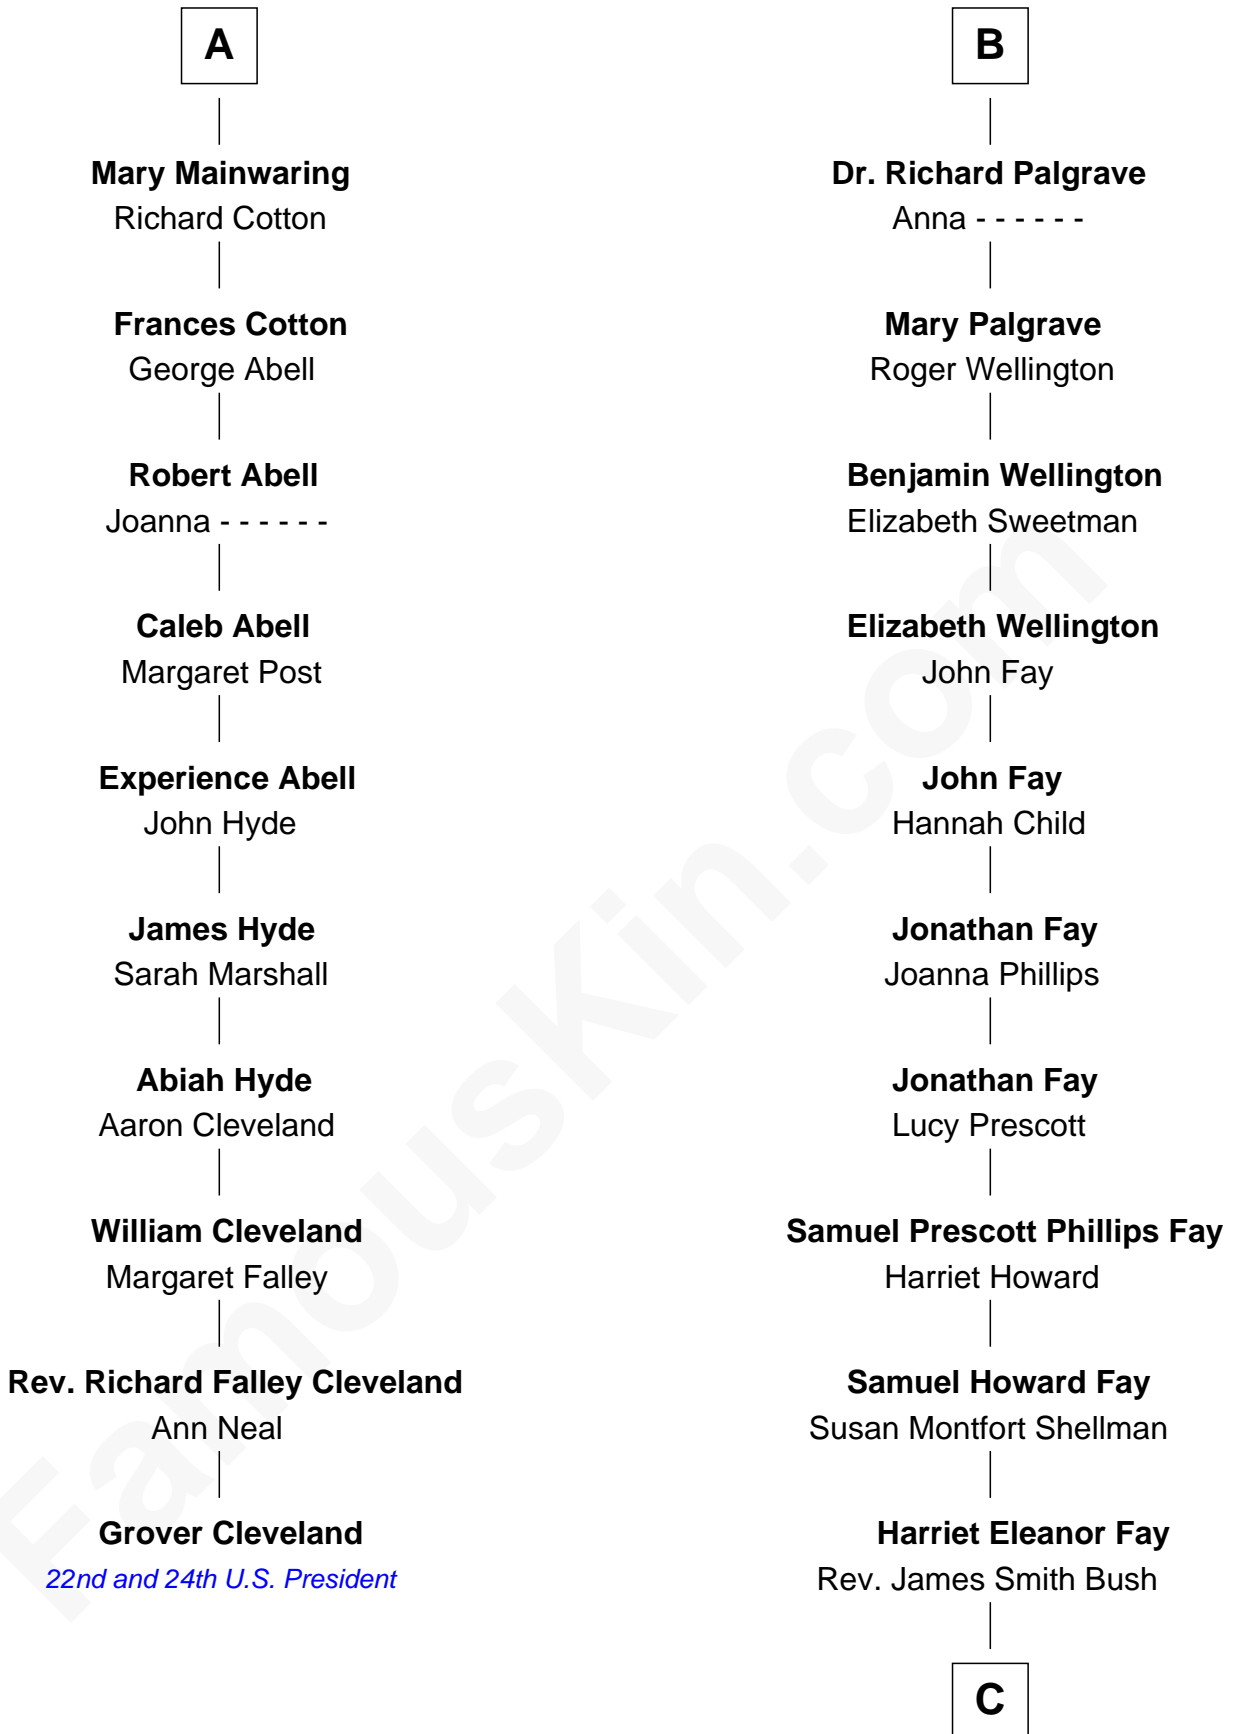 A
Mary Mainwaring
Richard Cotton
Frances Cotton
George Abell
Robert Abell
Joanna - - - - - -
Caleb Abell
Margaret Post
Experience Abell
John Hyde
James Hyde
Sarah Marshall
Abiah Hyde
Aaron Cleveland
William Cleveland
Margaret Falley
Rev. Richard Falley Cleveland
Ann Neal
Grover Cleveland
22nd and 24th U.S. President
B
Dr. Richard Palgrave
Anna - - - - - -
Mary Palgrave
Roger Wellington
Benjamin Wellington
Elizabeth Sweetman
Elizabeth Wellington
John Fay
John Fay
Hannah Child
Jonathan Fay
Joanna Phillips
Jonathan Fay
Lucy Prescott
Samuel Prescott Phillips Fay
Harriet Howard
Samuel Howard Fay
Susan Montfort Shellman
Harriet Eleanor Fay
Rev. James Smith Bush
C
FamousKin.com